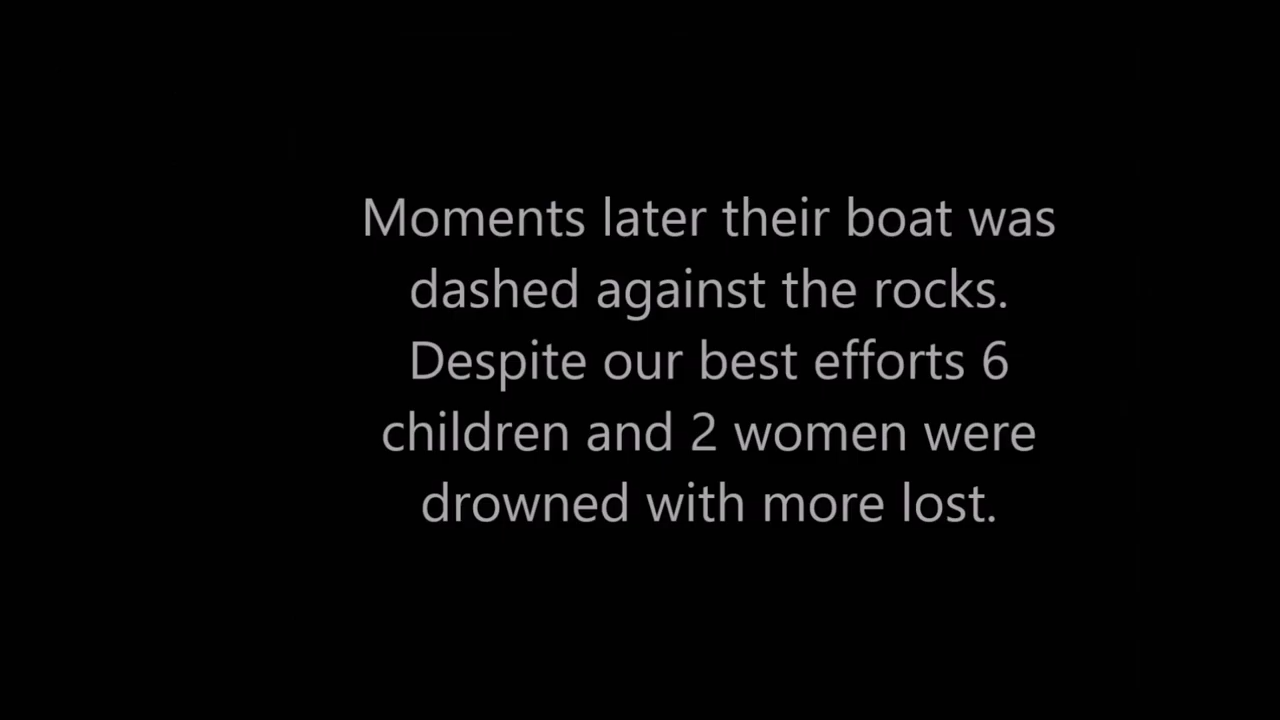 Moments later their boat was
dashed against the rocks.
Despite our best efforts 6
children and 2 women were
drowned with more lost.